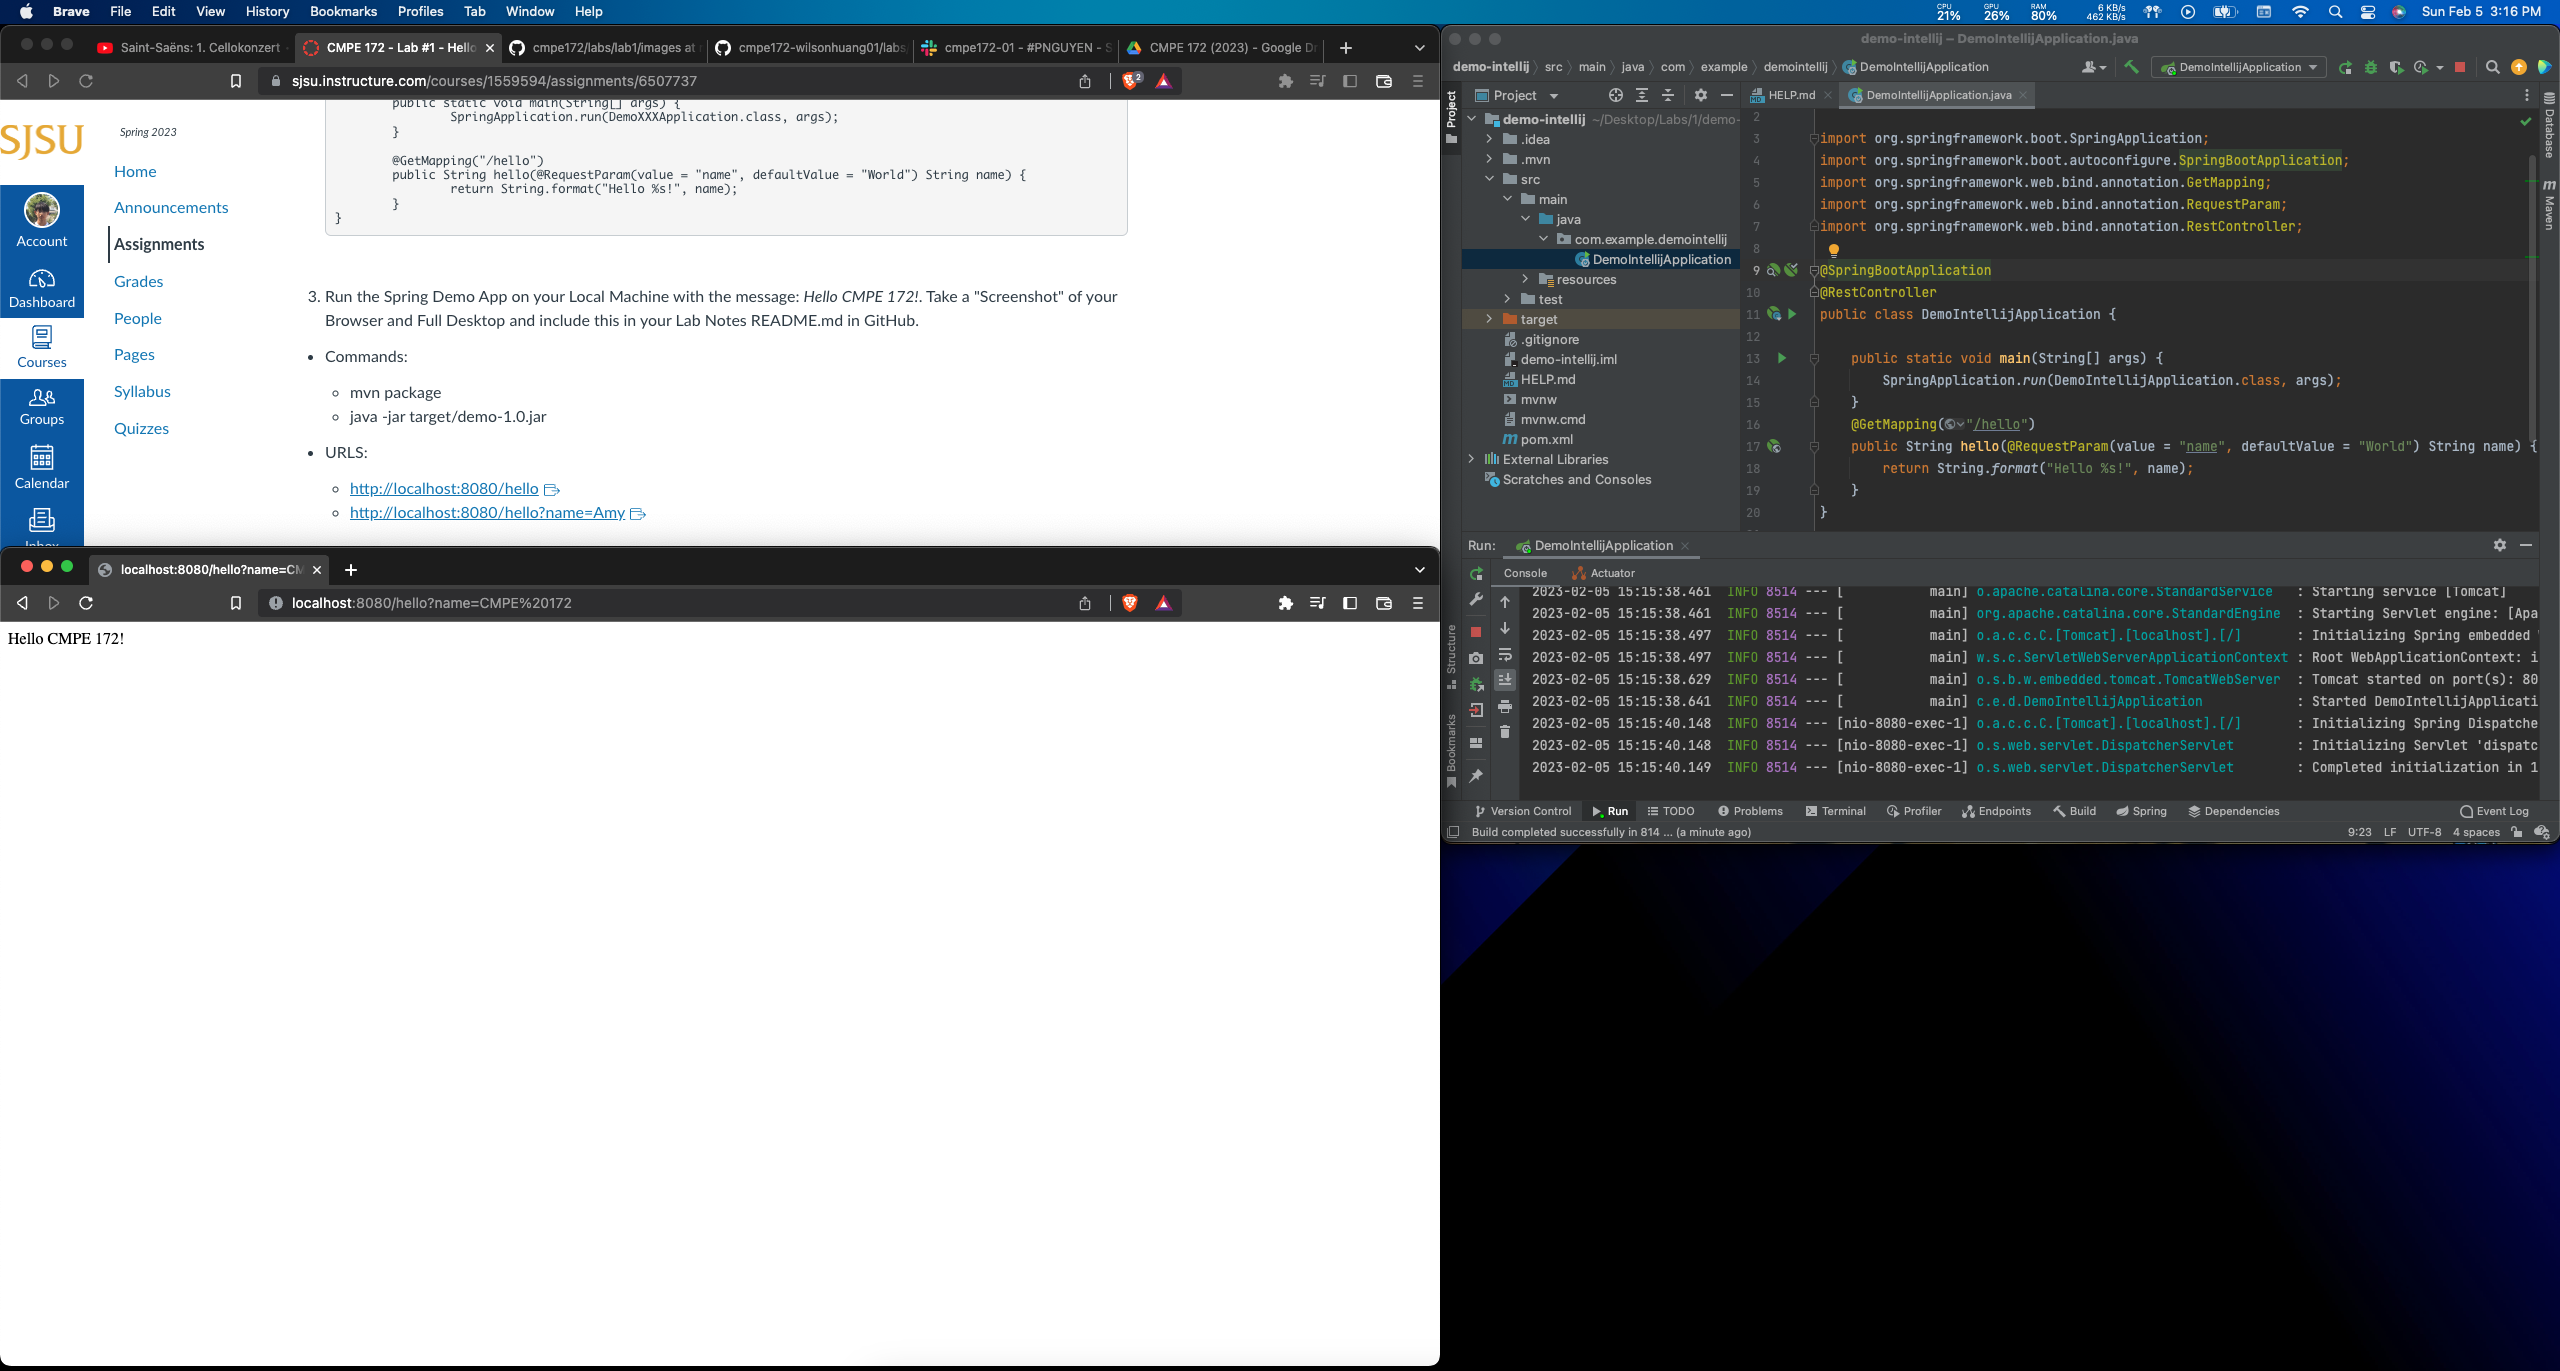 Brave File Edit View History Bookmarks Profiles Tab Window Help
CPU 21% GPU 26% RAM 80% 6 KB/s 462 KB/s Sun Feb 5 3:16 PM
Saint-Saëns: 1. Cellokonzert
CMPE 172 - Lab #1 - Hello
cmpe172/labs/lab1/images at
cmpe172-wilsonhuang01/labs
cmpe172-01 - #PNGUYEN - S
CMPE 172 (2023) - Google Dr
sjsu.instructure.com/courses/1559594/assignments/6507737
2
SJSU
Account
Dashboard
Courses
Groups
Calendar
Inbox
Spring 2023
Home
Announcements
Assignments
Grades
People
Pages
Syllabus
Quizzes
public static void main(String[] args) {
SpringApplication.run(DemoXXXApplication.class, args);
}
@GetMapping("/hello")
public String hello(@RequestParam(value = "name", defaultValue = "World") String name) {
return String.format("Hello %s!", name);
}
}
3. Run the Spring Demo App on your Local Machine with the message: Hello CMPE 172!. Take a "Screenshot" of your
Browser and Full Desktop and include this in your Lab Notes README.md in GitHub.
Commands:
mvn package
java -jar target/demo-1.0.jar
URLS:
http://localhost:8080/hello
http://localhost:8080/hello?name=Amy
localhost:8080/hello?name=CM
localhost:8080/hello?name=CMPE%20172
Hello CMPE 172!
demo-intellij – DemoIntellijApplication.java
demo-intellij src main java com example demointellij DemoIntellijApplication
DemoIntellijApplication
Project
Project
HELP.md
DemoIntellijApplication.java
demo-intellij ~/Desktop/Labs/1/demo-
.idea
.mvn
src
main
java
com.example.demointellij
DemoIntellijApplication
resources
test
target
.gitignore
demo-intellij.iml
HELP.md
mvnw
mvnw.cmd
pom.xml
External Libraries
Scratches and Consoles
2
3 import org.springframework.boot.SpringApplication;
4 import org.springframework.boot.autoconfigure.SpringBootApplication;
5 import org.springframework.web.bind.annotation.GetMapping;
6 import org.springframework.web.bind.annotation.RequestParam;
7 import org.springframework.web.bind.annotation.RestController;
8
9 @SpringBootApplication
10 @RestController
11 public class DemoIntellijApplication {
12
13 public static void main(String[] args) {
14 SpringApplication.run(DemoIntellijApplication.class, args);
15 }
16 @GetMapping("/hello")
17 public String hello(@RequestParam(value = "name", defaultValue = "World") String name) {
18 return String.format("Hello %s!", name);
19 }
20 }
Database
Maven
Structure
Bookmarks
Run: DemoIntellijApplication
Console Actuator
2023-02-05 15:15:38.461 INFO 8514 --- [ main] o.apache.catalina.core.StandardService : Starting service [Tomcat]
2023-02-05 15:15:38.461 INFO 8514 --- [ main] org.apache.catalina.core.StandardEngine : Starting Servlet engine: [Apa
2023-02-05 15:15:38.497 INFO 8514 --- [ main] o.a.c.c.C.[Tomcat].[localhost].[/] : Initializing Spring embedded
2023-02-05 15:15:38.497 INFO 8514 --- [ main] w.s.c.ServletWebServerApplicationContext : Root WebApplicationContext: i
2023-02-05 15:15:38.629 INFO 8514 --- [ main] o.s.b.w.embedded.tomcat.TomcatWebServer : Tomcat started on port(s): 80
2023-02-05 15:15:38.641 INFO 8514 --- [ main] c.e.d.DemoIntellijApplication : Started DemoIntellijApplicati
2023-02-05 15:15:40.148 INFO 8514 --- [nio-8080-exec-1] o.a.c.c.C.[Tomcat].[localhost].[/] : Initializing Spring Dispatche
2023-02-05 15:15:40.148 INFO 8514 --- [nio-8080-exec-1] o.s.web.servlet.DispatcherServlet : Initializing Servlet 'dispatc
2023-02-05 15:15:40.149 INFO 8514 --- [nio-8080-exec-1] o.s.web.servlet.DispatcherServlet : Completed initialization in 1
Version Control Run TODO Problems Terminal Profiler Endpoints Build Spring Dependencies Event Log
Build completed successfully in 814 ... (a minute ago) 9:23 LF UTF-8 4 spaces